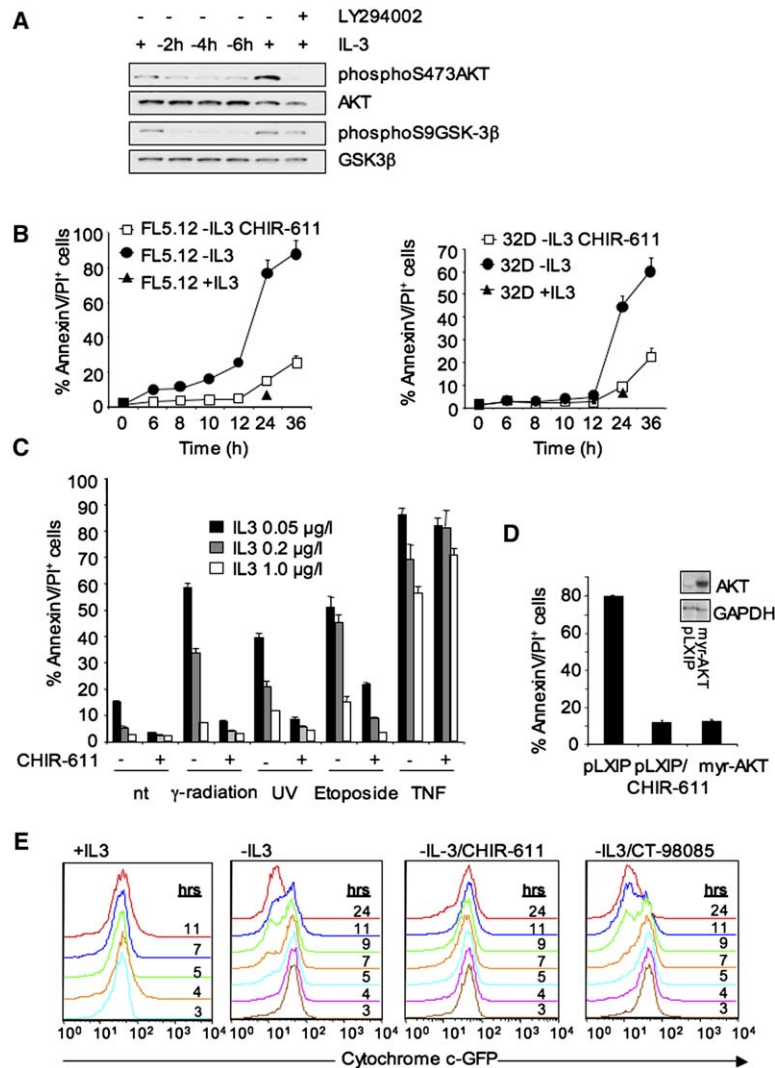 A
- - - - - + LY294002
+ -2h -4h -6h + + IL-3
phosphoS473AKT
AKT
phosphoS9GSK-3β
GSK3β
B
% AnnexinV/PI⁺ cells
100
80
60
40
20
0
FL5.12 -IL3 CHIR-611
FL5.12 -IL3
FL5.12 +IL3
0 6 8 10 12 24 36
Time (h)
% AnnexinV/PI⁺ cells
70
60
50
40
30
20
10
0
32D -IL3 CHIR-611
32D -IL3
32D +IL3
0 6 8 10 12 24 36
Time (h)
C
% AnnexinV/PI⁺ cells
100
90
80
70
60
50
40
30
20
10
0
IL3 0.05 µg/l
IL3 0.2 µg/l
IL3 1.0 µg/l
CHIR-611 - + - + - + - + - +
nt γ-radiation UV Etoposide TNF
D
% AnnexinV/PI⁺ cells
80
60
40
20
0
AKT
GAPDH
pLXIP
myr-AKT
pLXIP pLXIP/ myr-AKT
CHIR-611
E
+IL3
hrs
11
7
5
4
3
10⁰ 10¹ 10² 10³ 10⁴
-IL3
hrs
24
11
9
7
5
4
3
10⁰ 10¹ 10² 10³ 10⁴
-IL-3/CHIR-611
hrs
24
11
9
7
5
4
3
10⁰ 10¹ 10² 10³ 10⁴
-IL3/CT-98085
hrs
24
11
9
7
5
4
3
10⁰ 10¹ 10² 10³ 10⁴
Cytochrome c-GFP